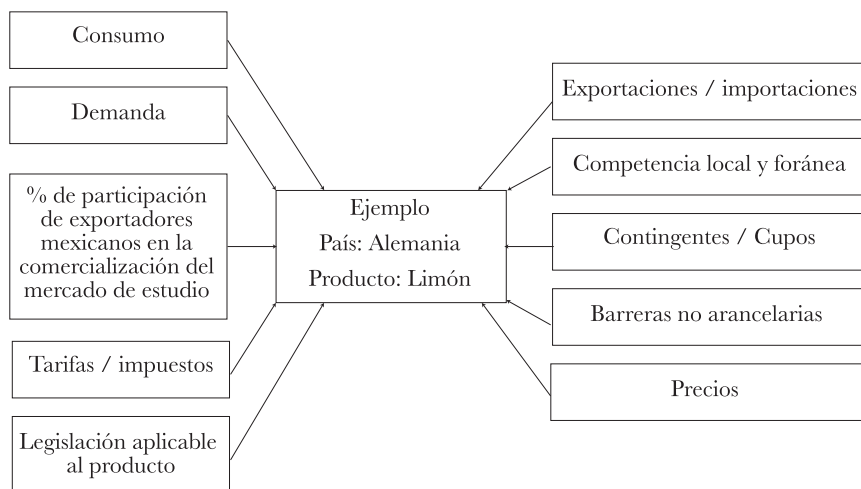 Consumo
Demanda
% de participación
de exportadores
mexicanos en la
comercialización del
mercado de estudio
Tarifas / impuestos
Legislación aplicable
al producto
Ejemplo
País: Alemania
Producto: Limón
Exportaciones / importaciones
Competencia local y foránea
Contingentes / Cupos
Barreras no arancelarias
Precios